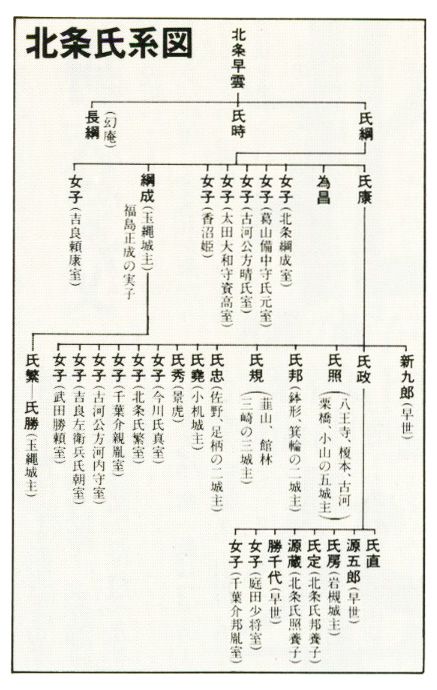 北条氏系図
北条早雲
氏綱
氏時
長綱
(幻庵)
氏康
為昌
女子(北条綱成室)
女子(葛山備中守氏元室)
女子(古河公方晴氏室)
女子(太田大和守資高室)
女子(香沼姫)
綱成(玉縄城主)
福島正成の実子
女子(吉良頼康室)
新九郎(早世)
氏政
氏照(八王寺、榎本、古河
栗橋、小山の五城主)
氏邦(鉢形、箕輪の二城主)
氏規(韮山、館林
三崎の三城主)
氏忠(佐野、足柄の二城主)
氏堯(小机城主)
氏秀(景虎)
女子(今川氏真室)
女子(北条氏繁室)
女子(千葉介親胤室)
女子(古河公方河内守室)
女子(吉良左衛兵氏朝室)
女子(武田勝頼室)
氏繁―氏勝(玉縄城主)
氏直
源五郎(早世)
氏房(岩槻城主)
氏定(北条氏邦養子)
源蔵(北条氏照養子)
勝千代(早世)
女子(庭田少将室)
女子(千葉介邦胤室)